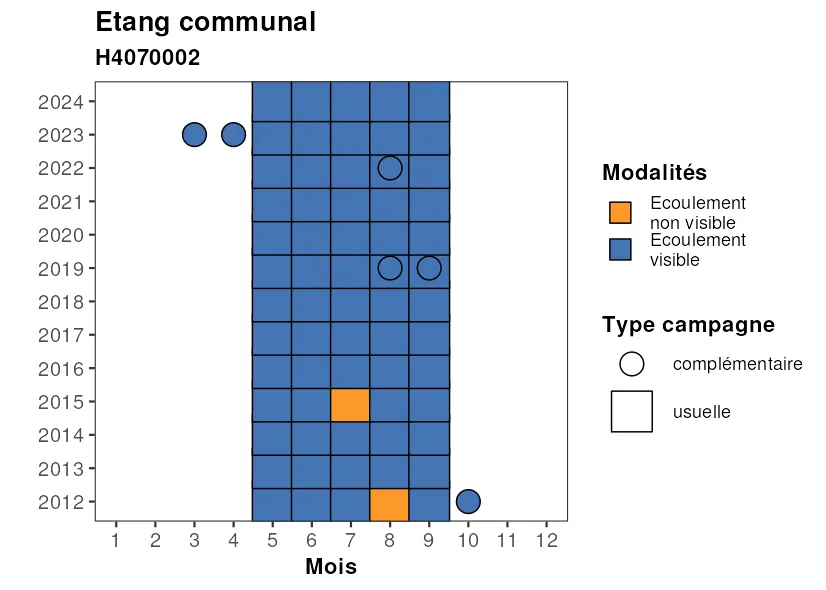 Etang communal
H4070002
2024
2023
2022
2021
2020
2019
2018
2017
2016
2015
2014
2013
2012
1 2 3 4 5 6 7 8 9 10 11 12
Mois
Modalités
Ecoulement
non visible
Ecoulement
visible
Type campagne
complémentaire
usuelle